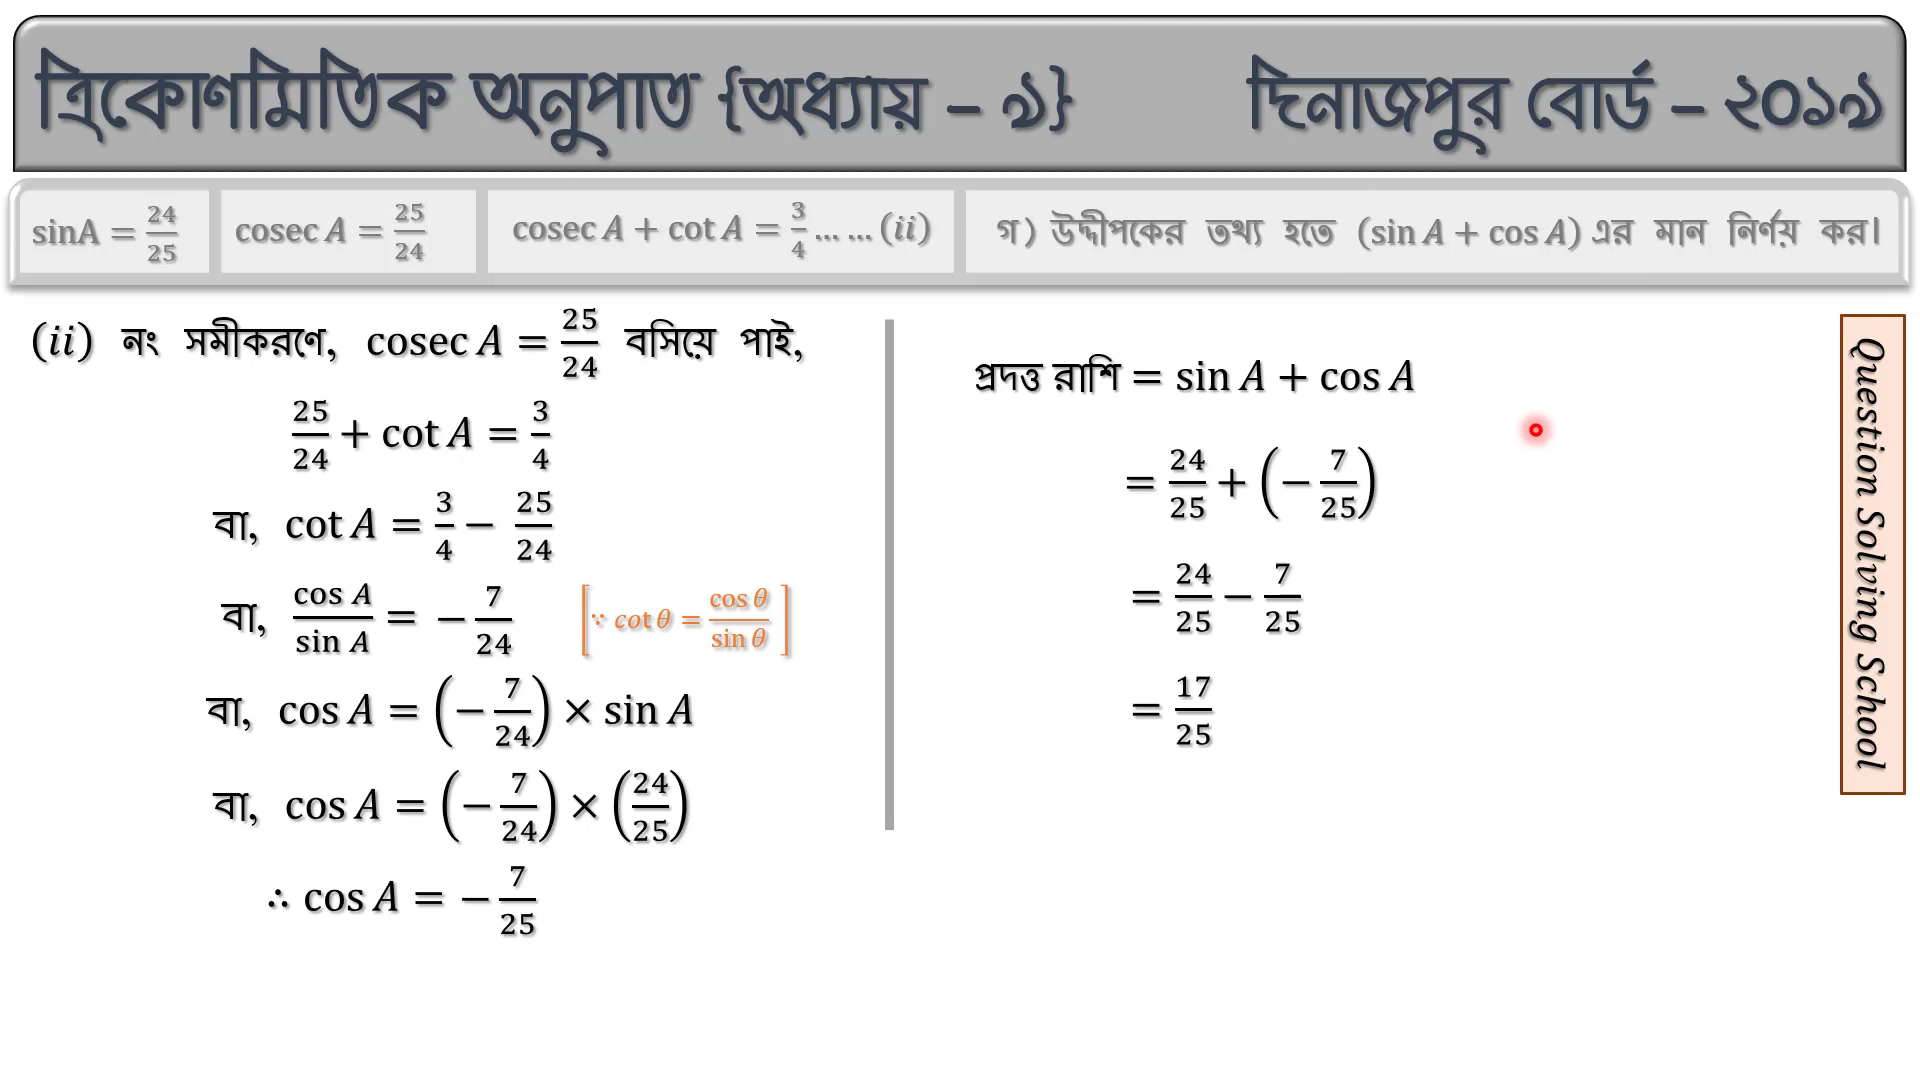 ত্রিকোণমিতিক অনুপাত {অধ্যায় – ৯} দিনাজপুর বোর্ড – ২০১৯
sinA = 24/25
cosec A = 25/24
cosec A + cot A = 3/4 … … (ii)
গ) উদ্দীপকের তথ্য হতে (sin A + cos A) এর মান নির্ণয় কর।
(ii) নং সমীকরণে, cosec A = 25/24 বসিয়ে পাই,
25/24 + cot A = 3/4
বা, cot A = 3/4 − 25/24
বা, cos A/sin A = − 7/24 [∵ cot θ = cos θ/sin θ]
বা, cos A = (− 7/24) × sin A
বা, cos A = (− 7/24) × (24/25)
∴ cos A = − 7/25
প্রদত্ত রাশি = sin A + cos A
= 24/25 + (− 7/25)
= 24/25 − 7/25
= 17/25
Question Solving School